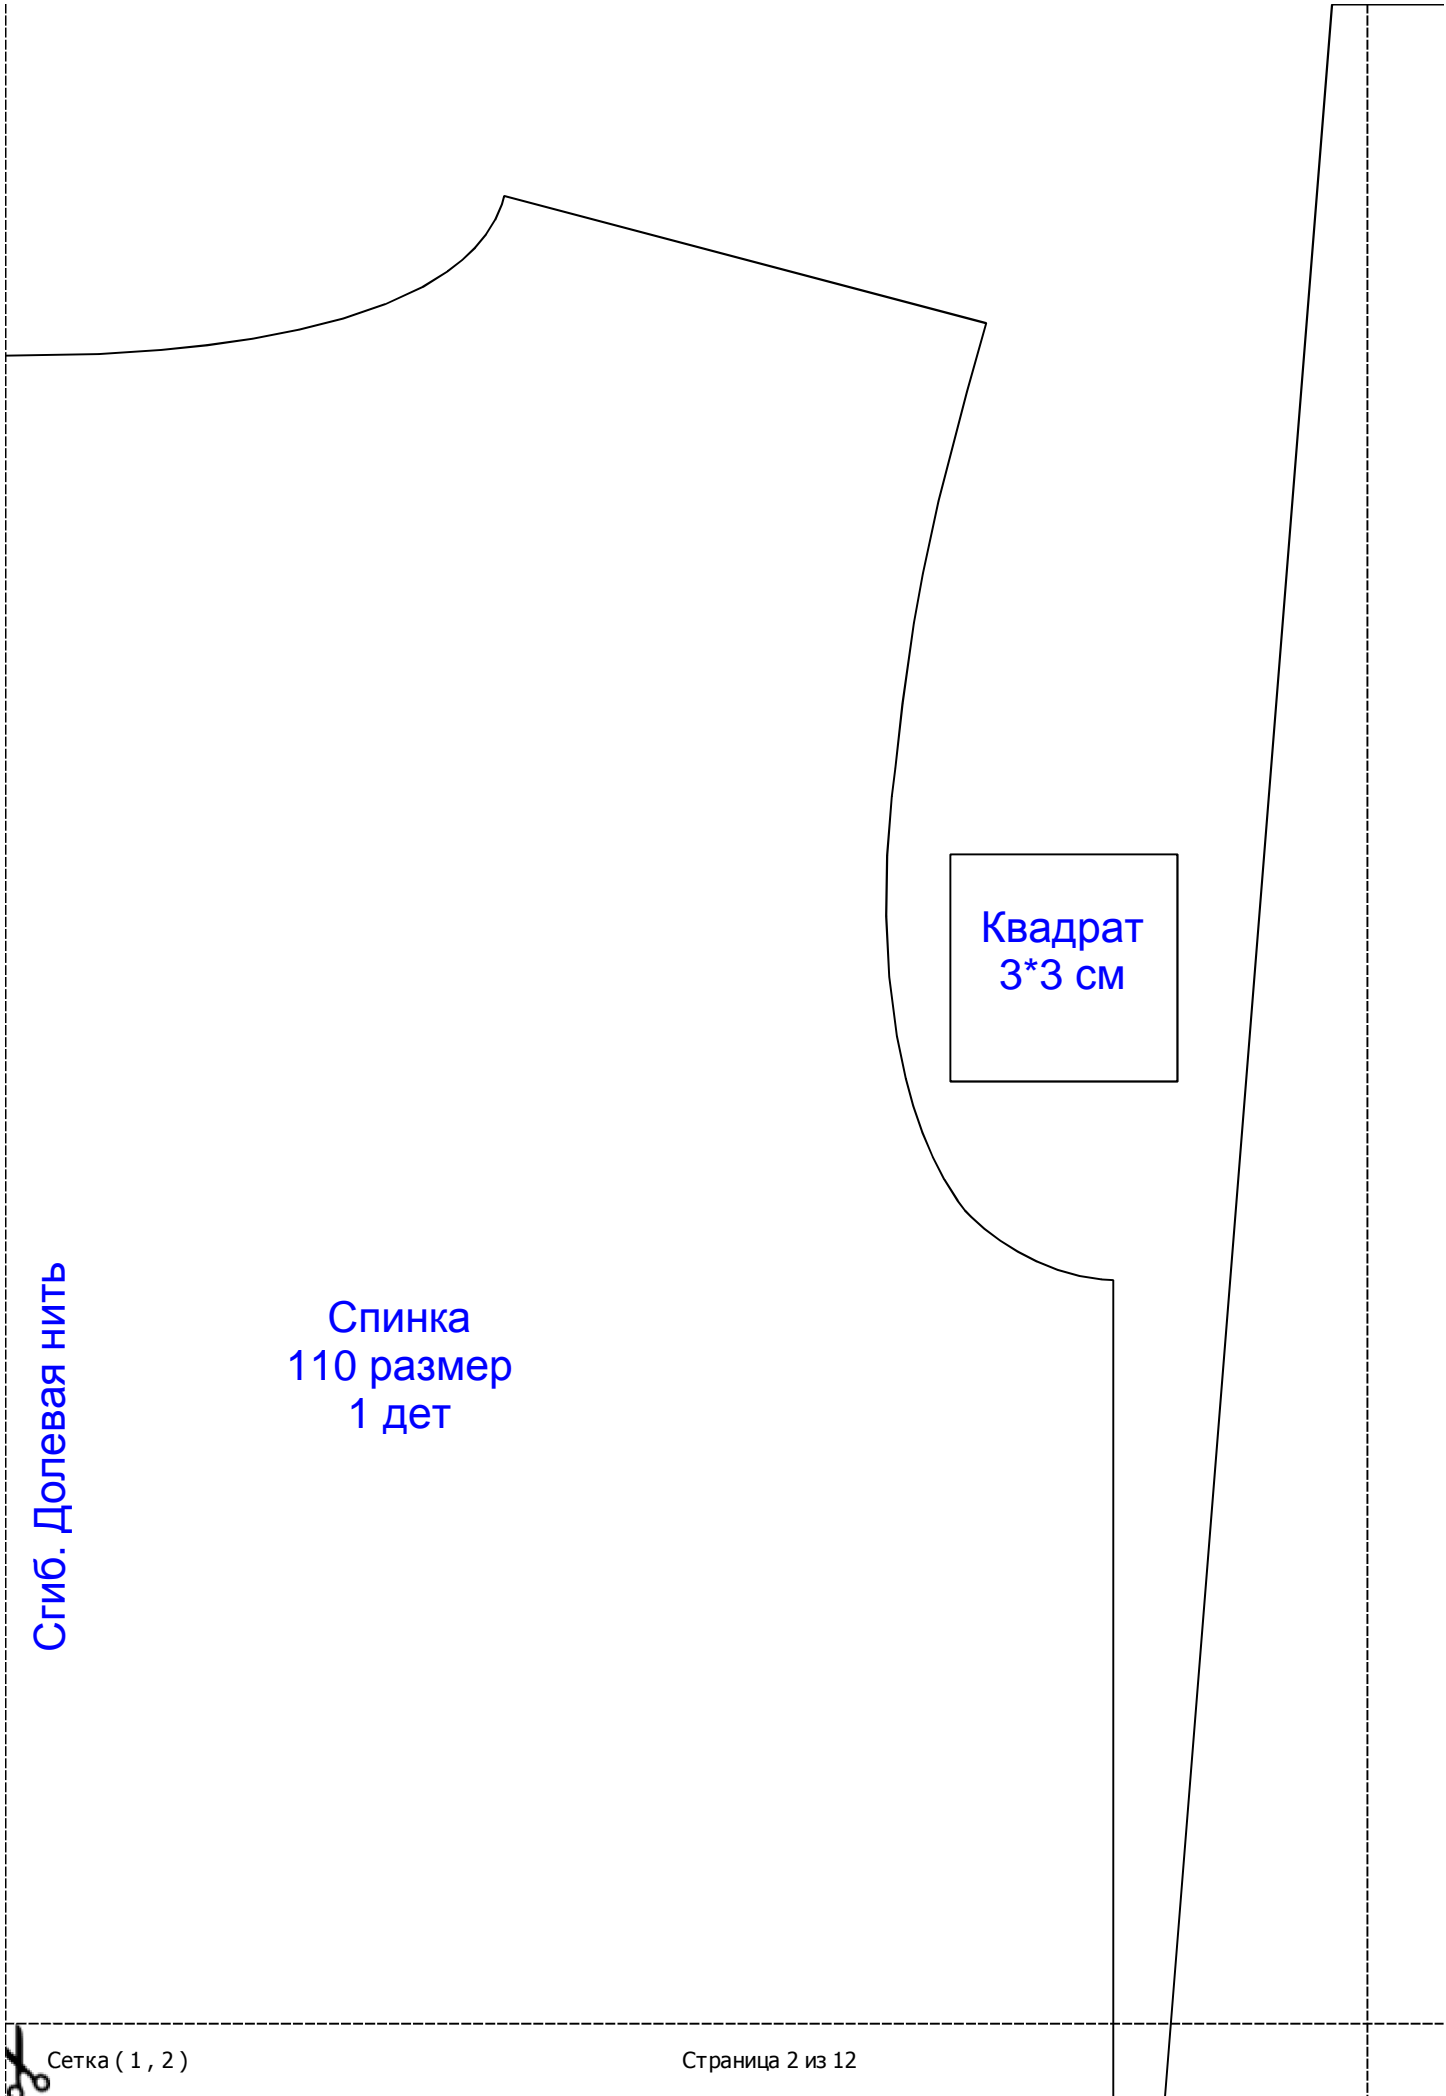 Квадрат
3*3 см
Сгиб. Долевая нить
Спинка
110 размер
1 дет
Сетка ( 1 , 2 )
Страница 2 из 12